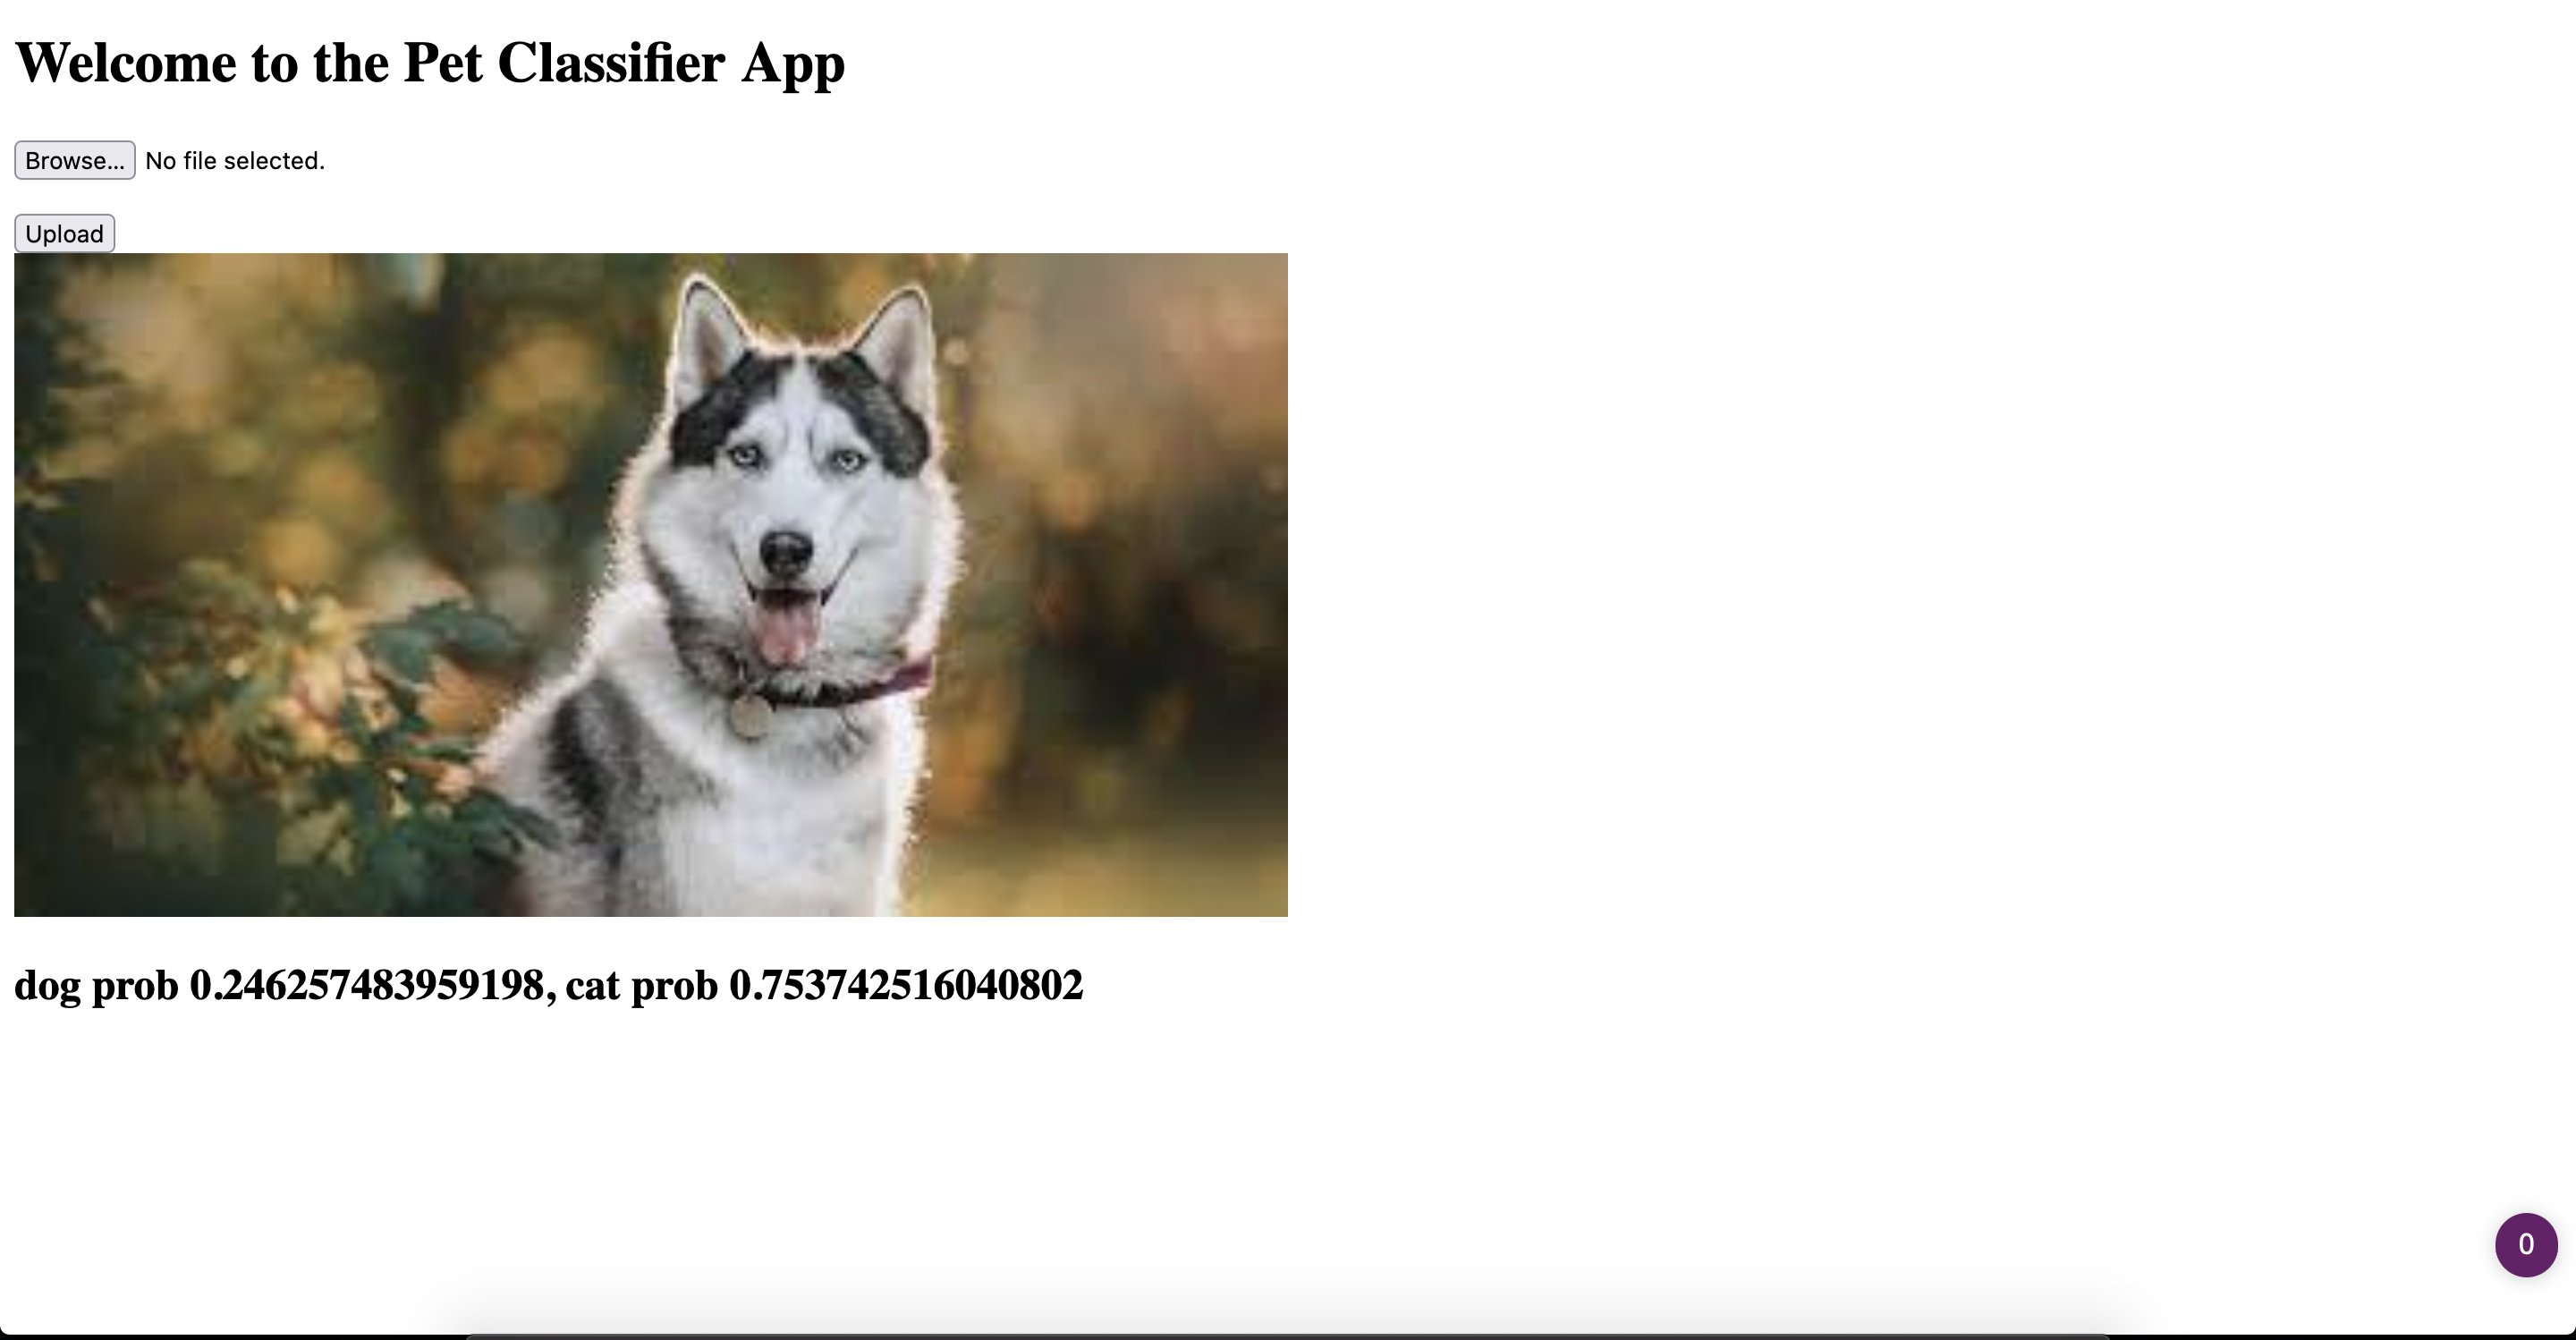 Welcome to the Pet Classifier App
Browse... No file selected.
Upload
dog prob 0.246257483959198, cat prob 0.753742516040802
0